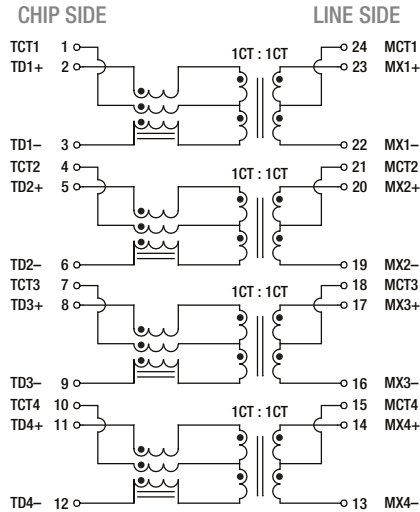 CHIP SIDE LINE SIDE
TCT1 1 1CT : 1CT 24 MCT1
TD1+ 2 23 MX1+
TD1– 3 22 MX1–
TCT2 4 1CT : 1CT 21 MCT2
TD2+ 5 20 MX2+
TD2– 6 19 MX2–
TCT3 7 1CT : 1CT 18 MCT3
TD3+ 8 17 MX3+
TD3– 9 16 MX3–
TCT4 10 1CT : 1CT 15 MCT4
TD4+ 11 14 MX4+
TD4– 12 13 MX4–